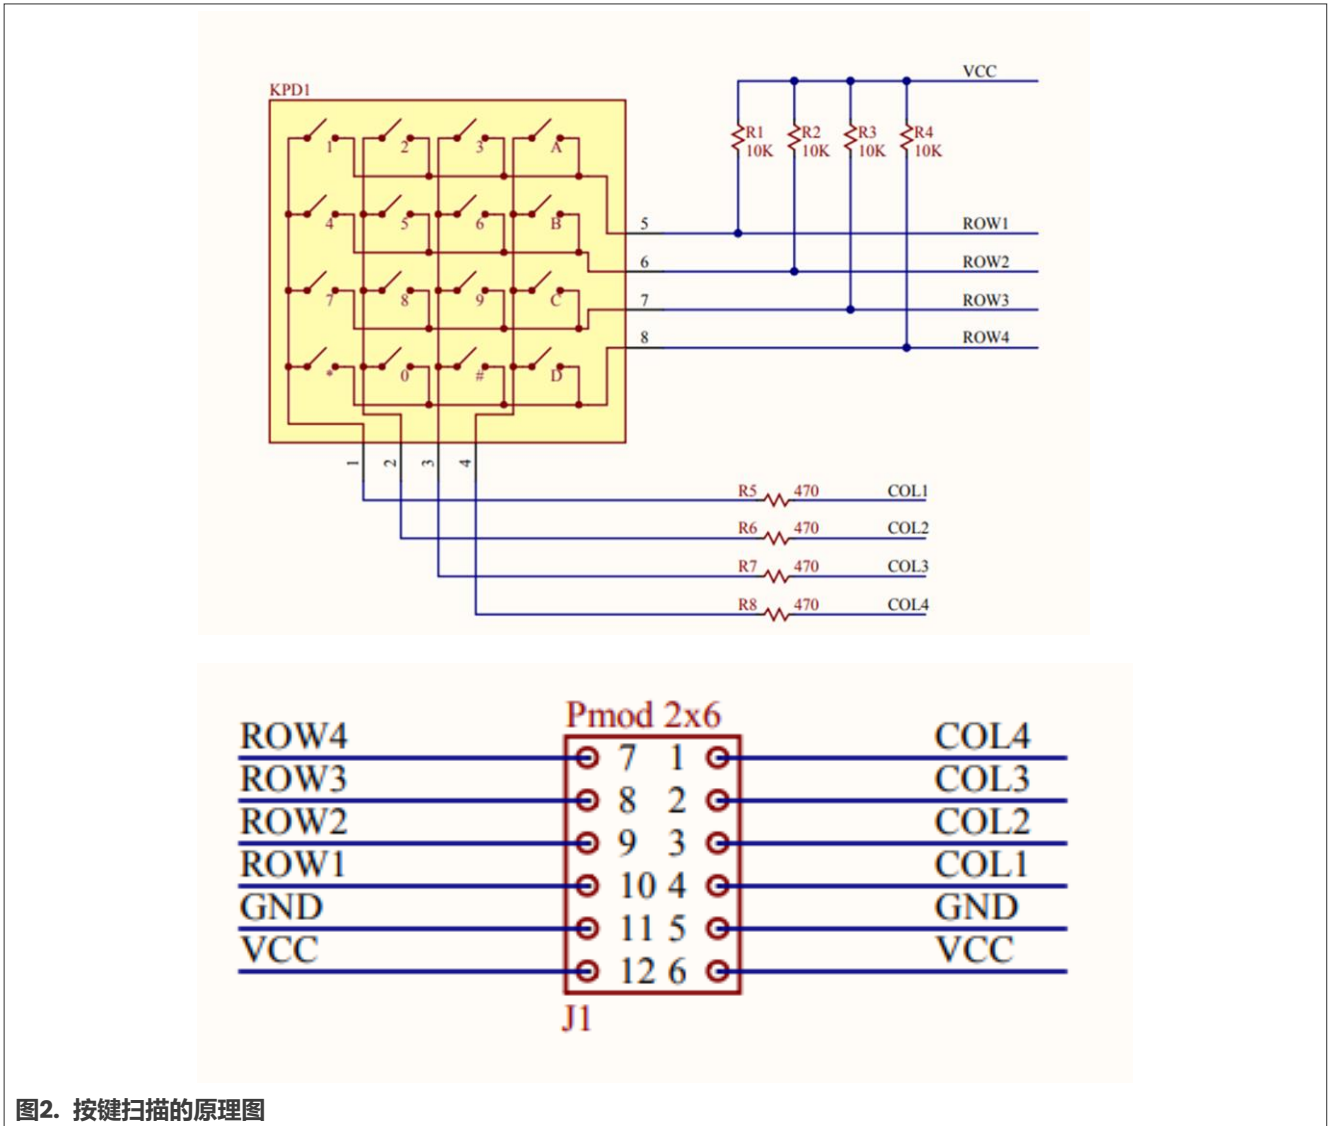 KPD1
VCC
R1 R2 R3 R4
10K 10K 10K 10K
1 2 3 A
4 5 6 B
7 8 9 C
* 0 # D
5 ROW1
6 ROW2
7 ROW3
8 ROW4
1 2 3 4
R5 470 COL1
R6 470 COL2
R7 470 COL3
R8 470 COL4
Pmod 2x6
ROW4 7 1 COL4
ROW3 8 2 COL3
ROW2 9 3 COL2
ROW1 10 4 COL1
GND 11 5 GND
VCC 12 6 VCC
J1
图2. 按键扫描的原理图